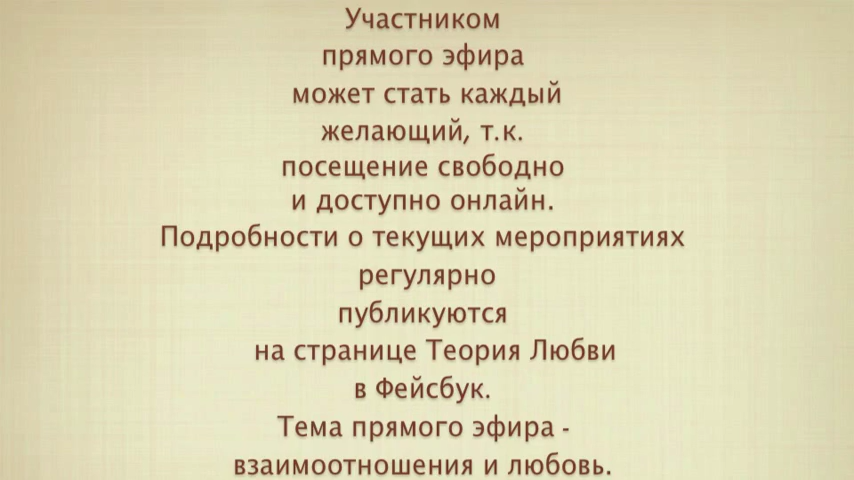 Участником
прямого эфира
может стать каждый
желающий, т.к.
посещение свободно
и доступно онлайн.
Подробности о текущих мероприятиях
регулярно
публикуются
на странице Теория Любви
в Фейсбук.
Тема прямого эфира -
взаимоотношения и любовь.